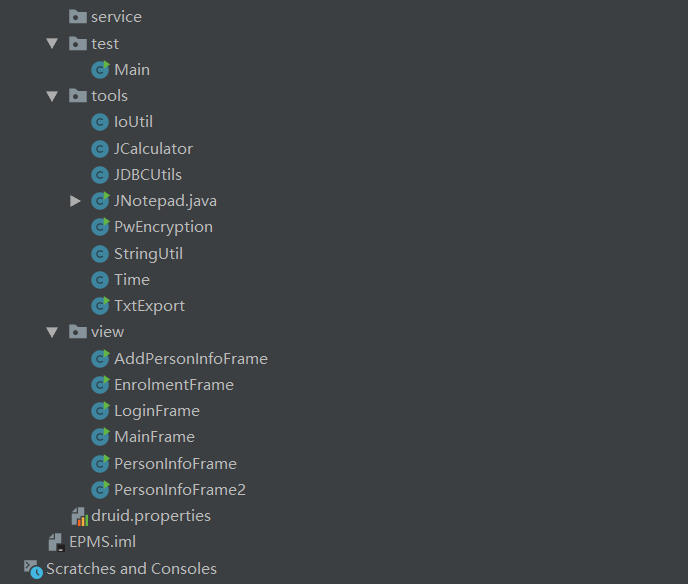 service
test
Main
tools
IoUtil
JCalculator
JDBCUtils
JNotepad.java
PwEncryption
StringUtil
Time
TxtExport
view
AddPersonInfoFrame
EnrolmentFrame
LoginFrame
MainFrame
PersonInfoFrame
PersonInfoFrame2
druid.properties
EPMS.iml
Scratches and Consoles